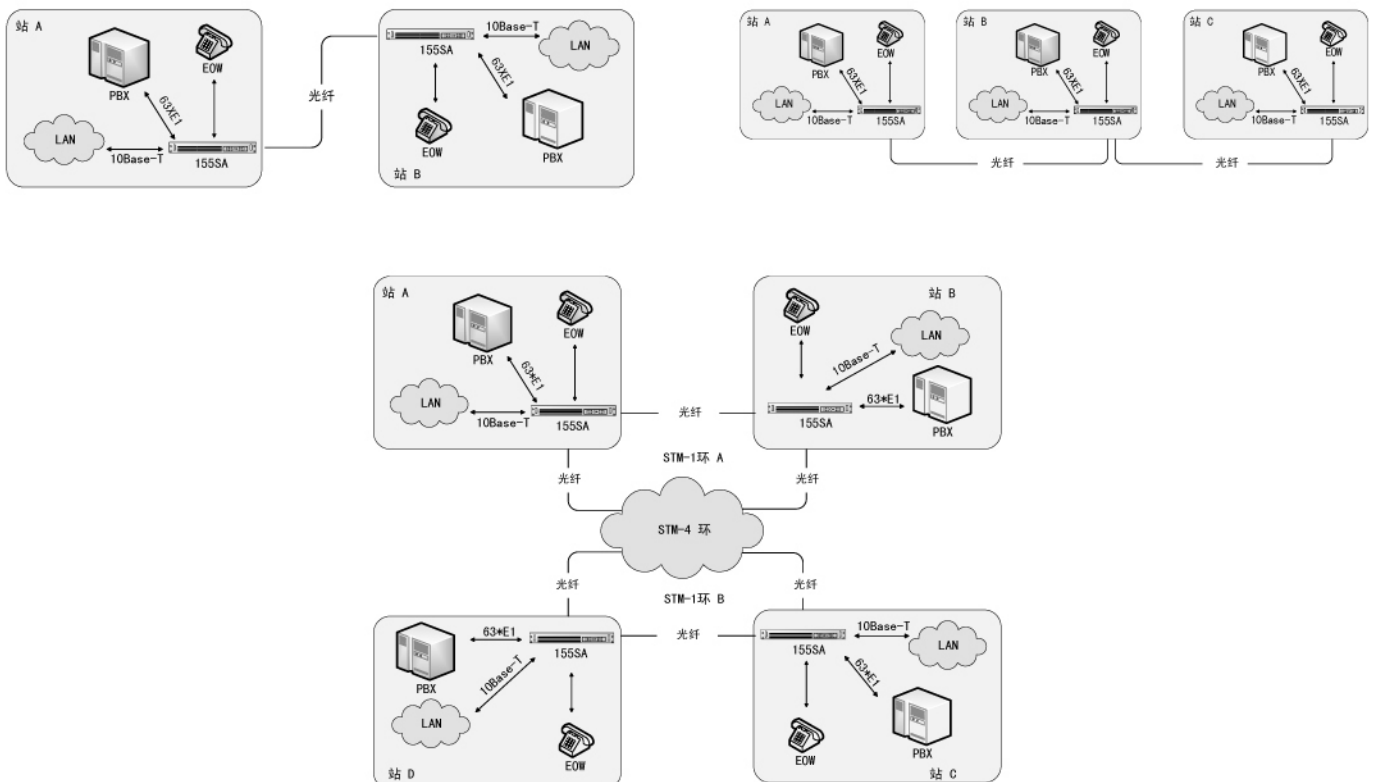 站 A
PBX
EOW
63XE1
LAN
10Base-T
155SA
光纤
155SA
10Base-T
LAN
63XE1
EOW
PBX
站 B
站 A
PBX
EOW
63XE1
LAN
10Base-T
155SA
站 B
PBX
EOW
63XE1
LAN
10Base-T
155SA
站 C
PBX
EOW
63XE1
LAN
10Base-T
155SA
光纤
光纤
站 A
PBX
EOW
63*E1
LAN
10Base-T
155SA
光纤
站 B
EOW
LAN
10Base-T
63*E1
155SA
PBX
STM-1环 A
光纤
光纤
STM-4 环
光纤
光纤
STM-1环 B
63*E1
155SA
PBX
10Base-T
LAN
EOW
站 D
光纤
10Base-T
155SA
LAN
63*E1
EOW
PBX
站 C